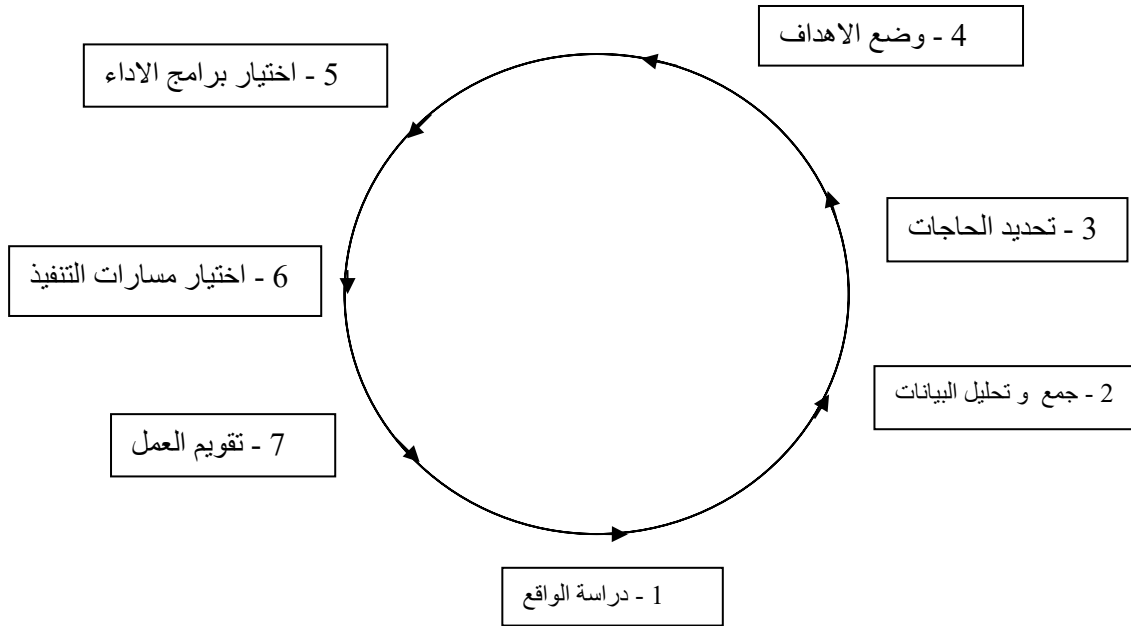 1 - دراسة الواقع
2 - جمع و تحليل البيانات
3 - تحديد الحاجات
4 - وضع الاهداف
5 - اختيار برامج الاداء
6 - اختيار مسارات التنفيذ
7 - تقويم العمل